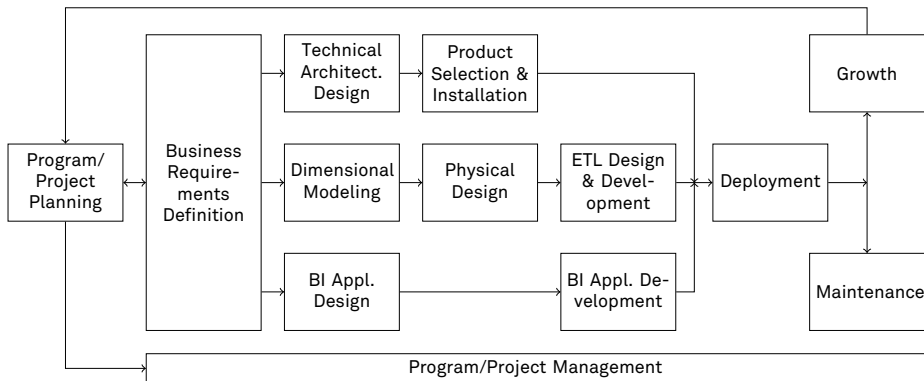 Technical
Architect.
Design
Product
Selection &
Installation
Growth
Program/
Project
Planning
Business
Require-
ments
Definition
Dimensional
Modeling
Physical
Design
ETL Design
& Devel-
opment
Deployment
BI Appl.
Design
BI Appl. De-
velopment
Maintenance
Program/Project Management